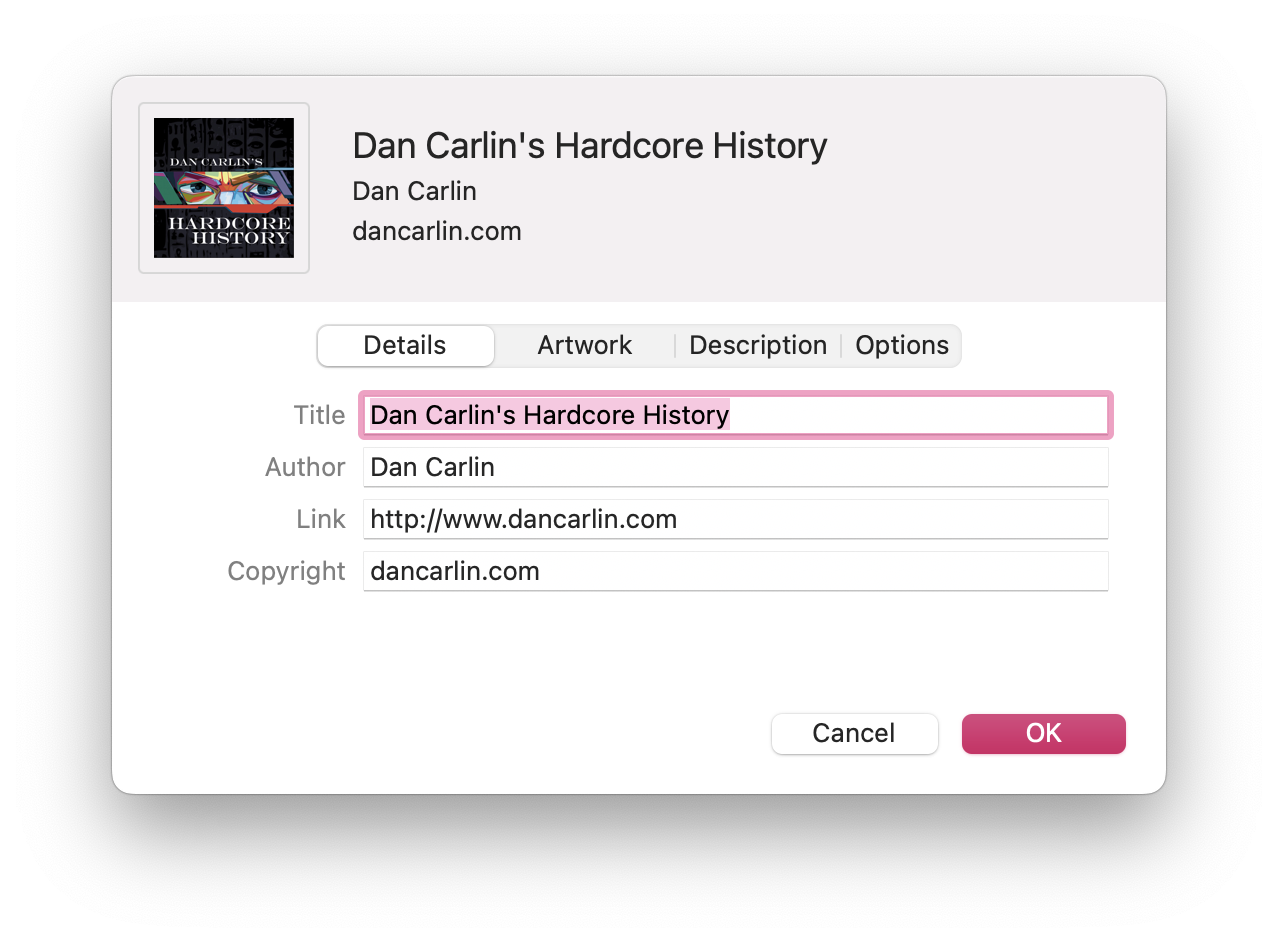 DAN CARLIN'S
HARDCORE
HISTORY
Dan Carlin's Hardcore History
Dan Carlin
dancarlin.com
Details Artwork Description Options
Title Dan Carlin's Hardcore History
Author Dan Carlin
Link http://www.dancarlin.com
Copyright dancarlin.com
Cancel OK